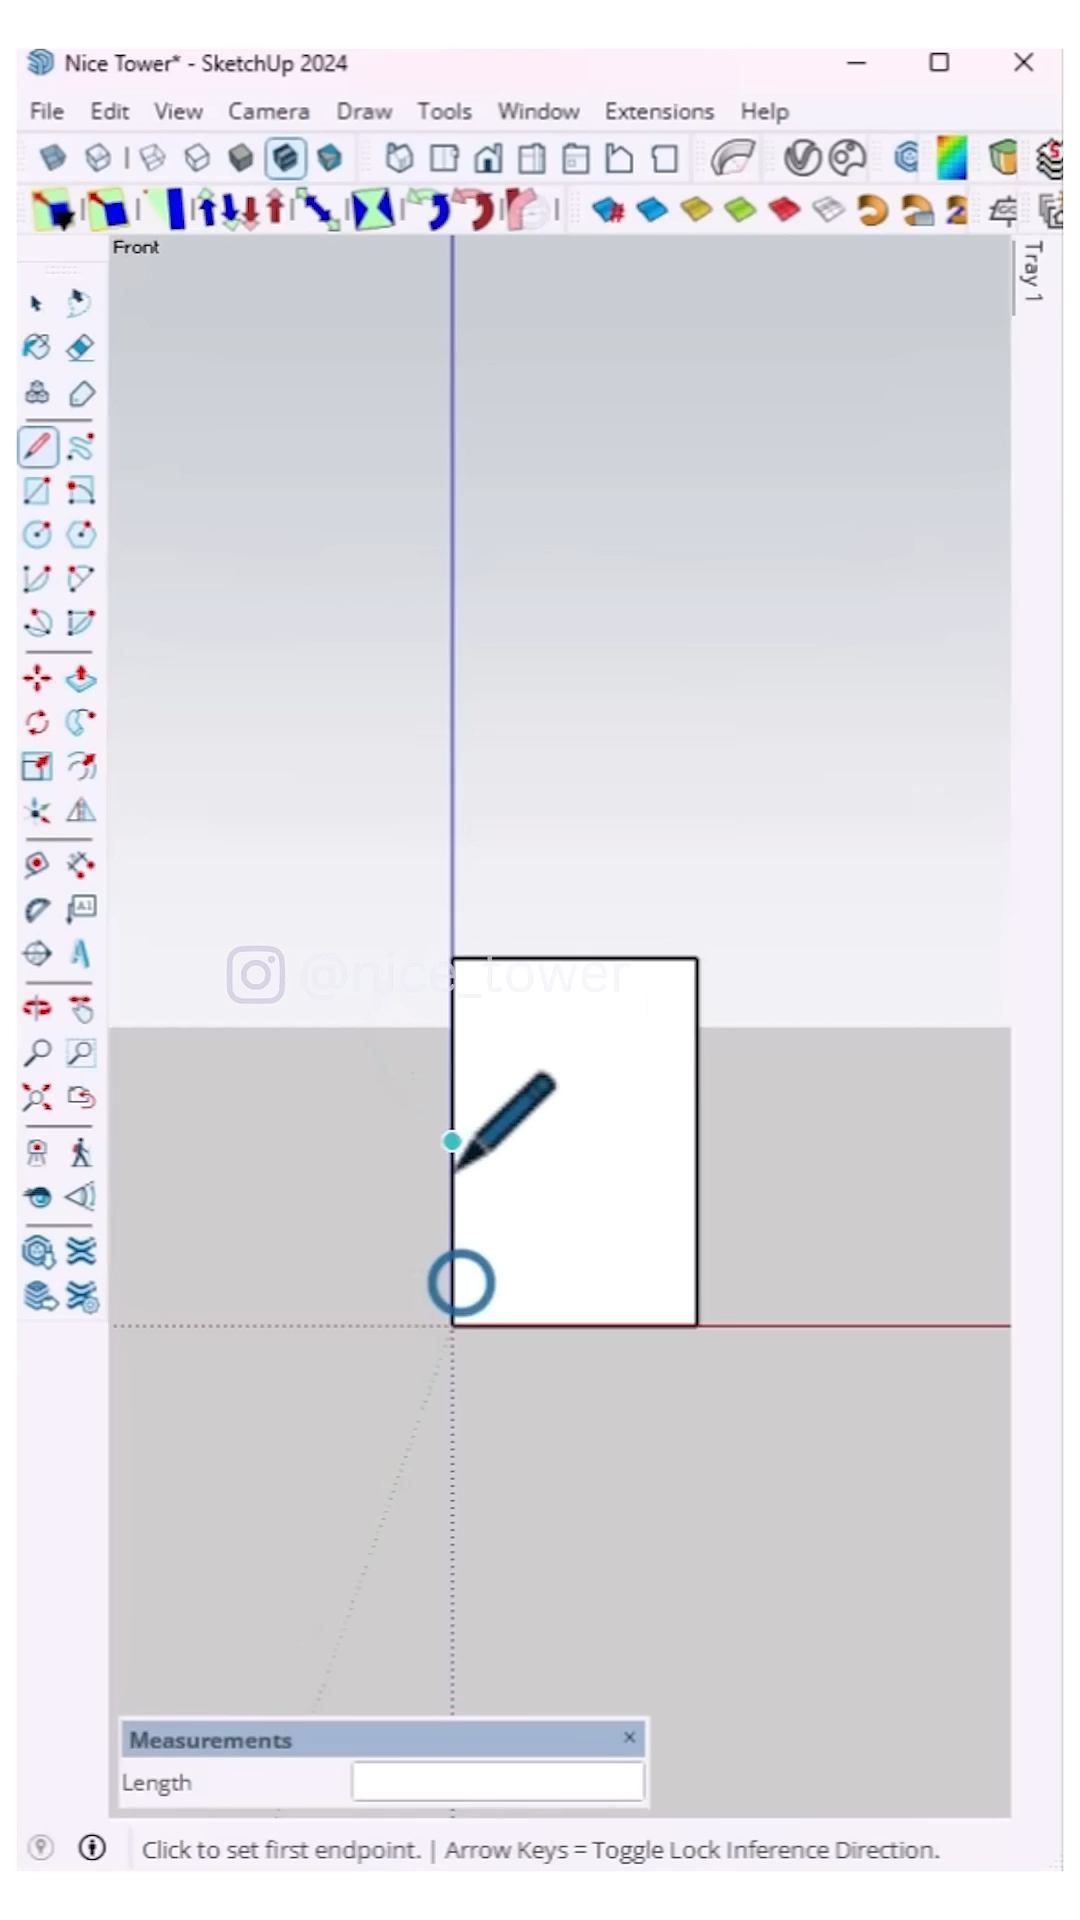 Nice Tower* - SketchUp 2024
File Edit View Camera Draw Tools Window Extensions Help
Front
Tray 1
A1
@nice_tower
Measurements
Length
Click to set first endpoint. | Arrow Keys = Toggle Lock Inference Direction.